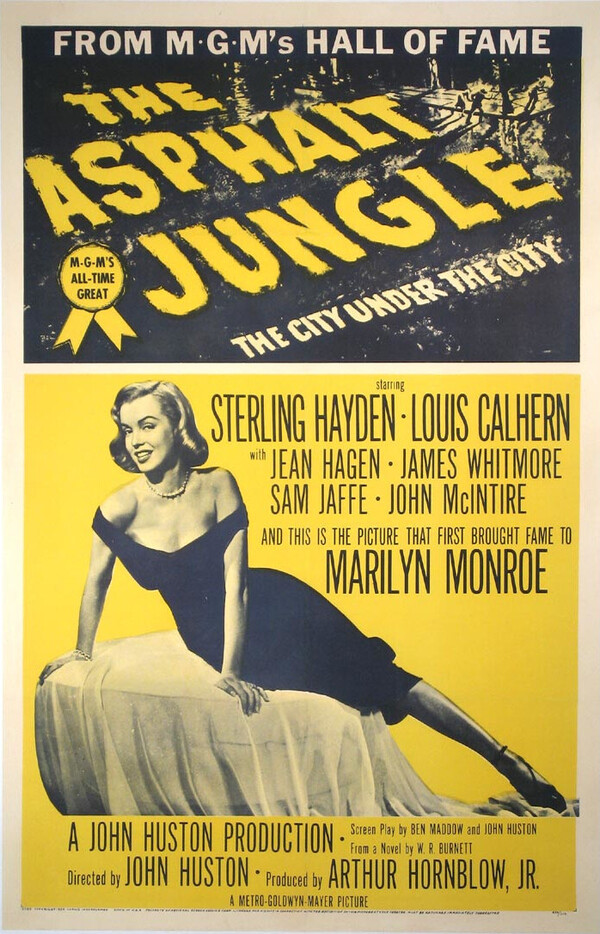 FROM M·G·M's HALL OF FAME
THE
ASPHALT
JUNGLE
M-G-M'S
ALL-TIME
GREAT
THE CITY UNDER THE CITY
starring
STERLING HAYDEN · LOUIS CALHERN
with JEAN HAGEN · JAMES WHITMORE
SAM JAFFE · JOHN McINTIRE
AND THIS IS THE PICTURE THAT FIRST BROUGHT FAME TO
MARILYN MONROE
A JOHN HUSTON PRODUCTION · Screen Play by BEN MADDOW and JOHN HUSTON
From a Novel by W. R. BURNETT
Directed by JOHN HUSTON · Produced by ARTHUR HORNBLOW, JR.
A METRO-GOLDWYN-MAYER PICTURE